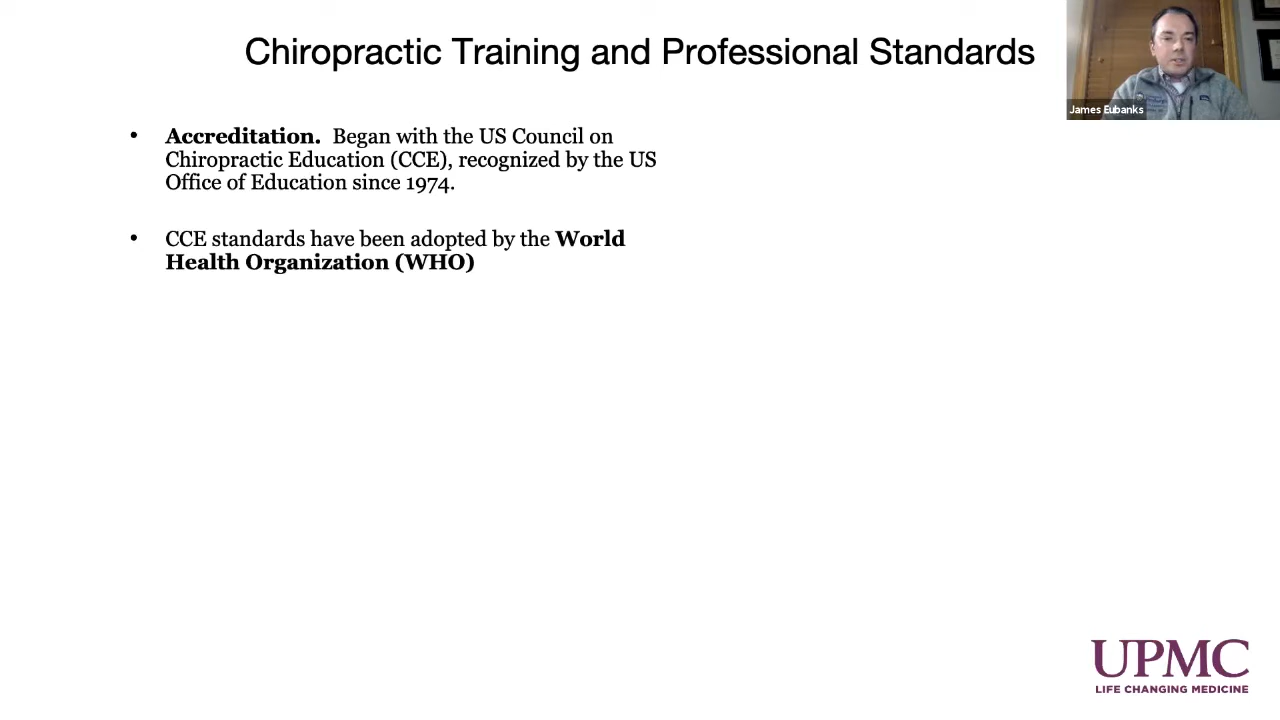 Chiropractic Training and Professional Standards
James Eubanks
• Accreditation. Began with the US Council on
Chiropractic Education (CCE), recognized by the US
Office of Education since 1974.
• CCE standards have been adopted by the World
Health Organization (WHO)
UPMC
LIFE CHANGING MEDICINE